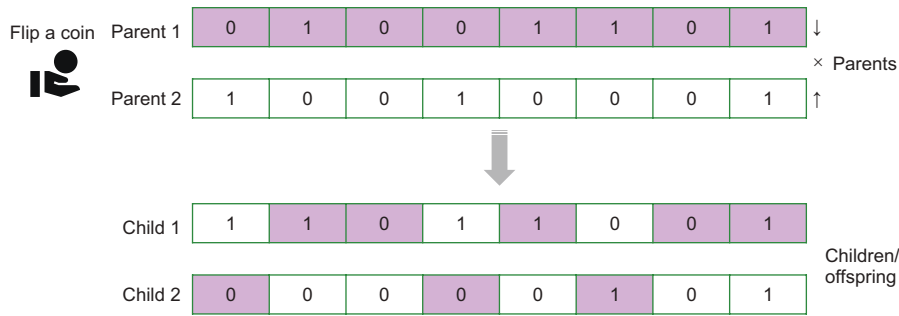 Flip a coin
Parent 1 0 1 0 0 1 1 0 1 ↓
× Parents
Parent 2 1 0 0 1 0 0 0 1 ↑
Child 1 1 1 0 1 1 0 0 1
Children/
offspring
Child 2 0 0 0 0 0 1 0 1